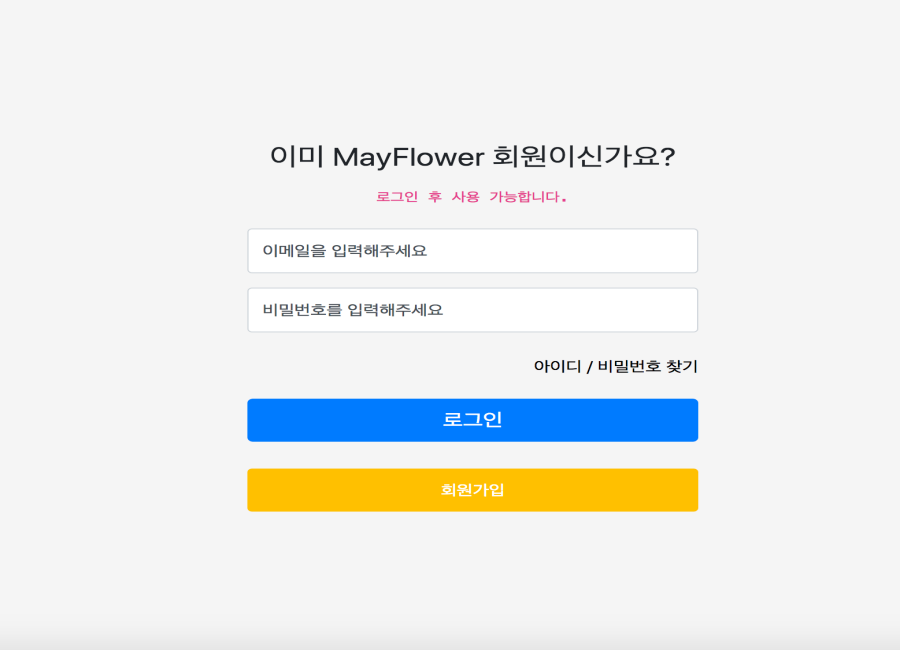 이미 MayFlower 회원이신가요?
로그인 후 사용 가능합니다.
이메일을 입력해주세요
비밀번호를 입력해주세요
아이디 / 비밀번호 찾기
로그인
회원가입